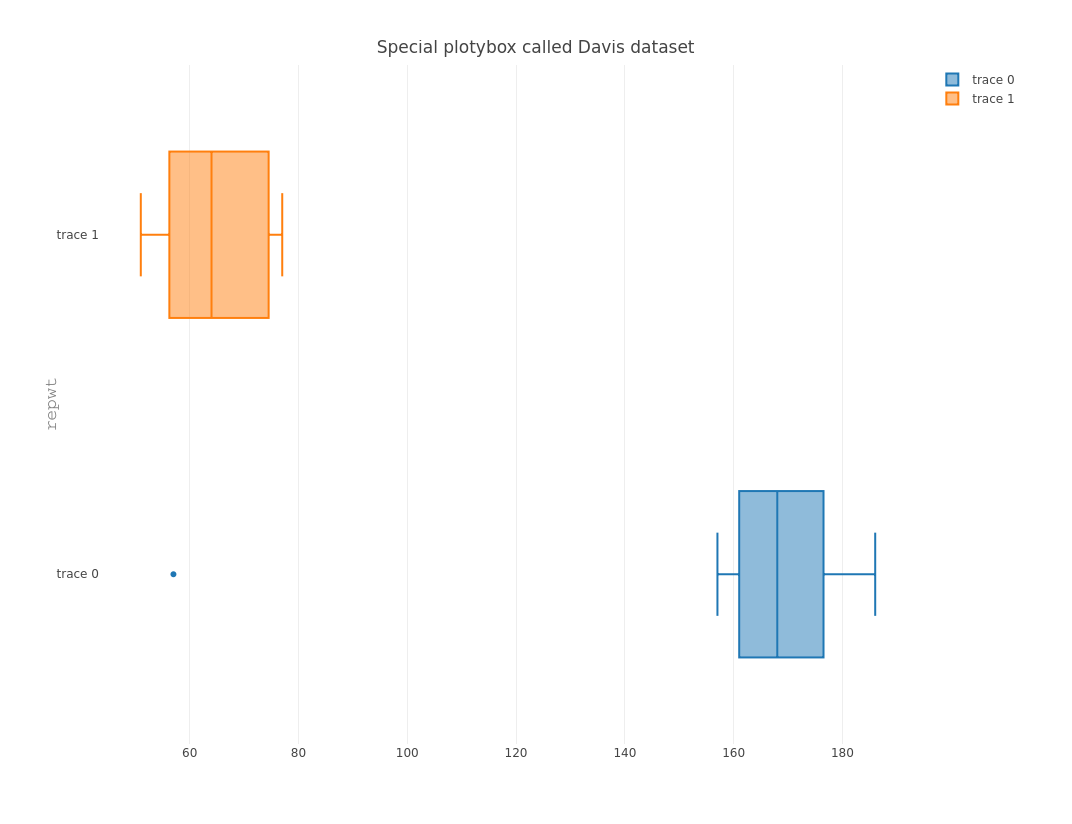 Special plotybox called Davis dataset
trace 0
trace 1
trace 1
repwt
trace 0
60 80 100 120 140 160 180